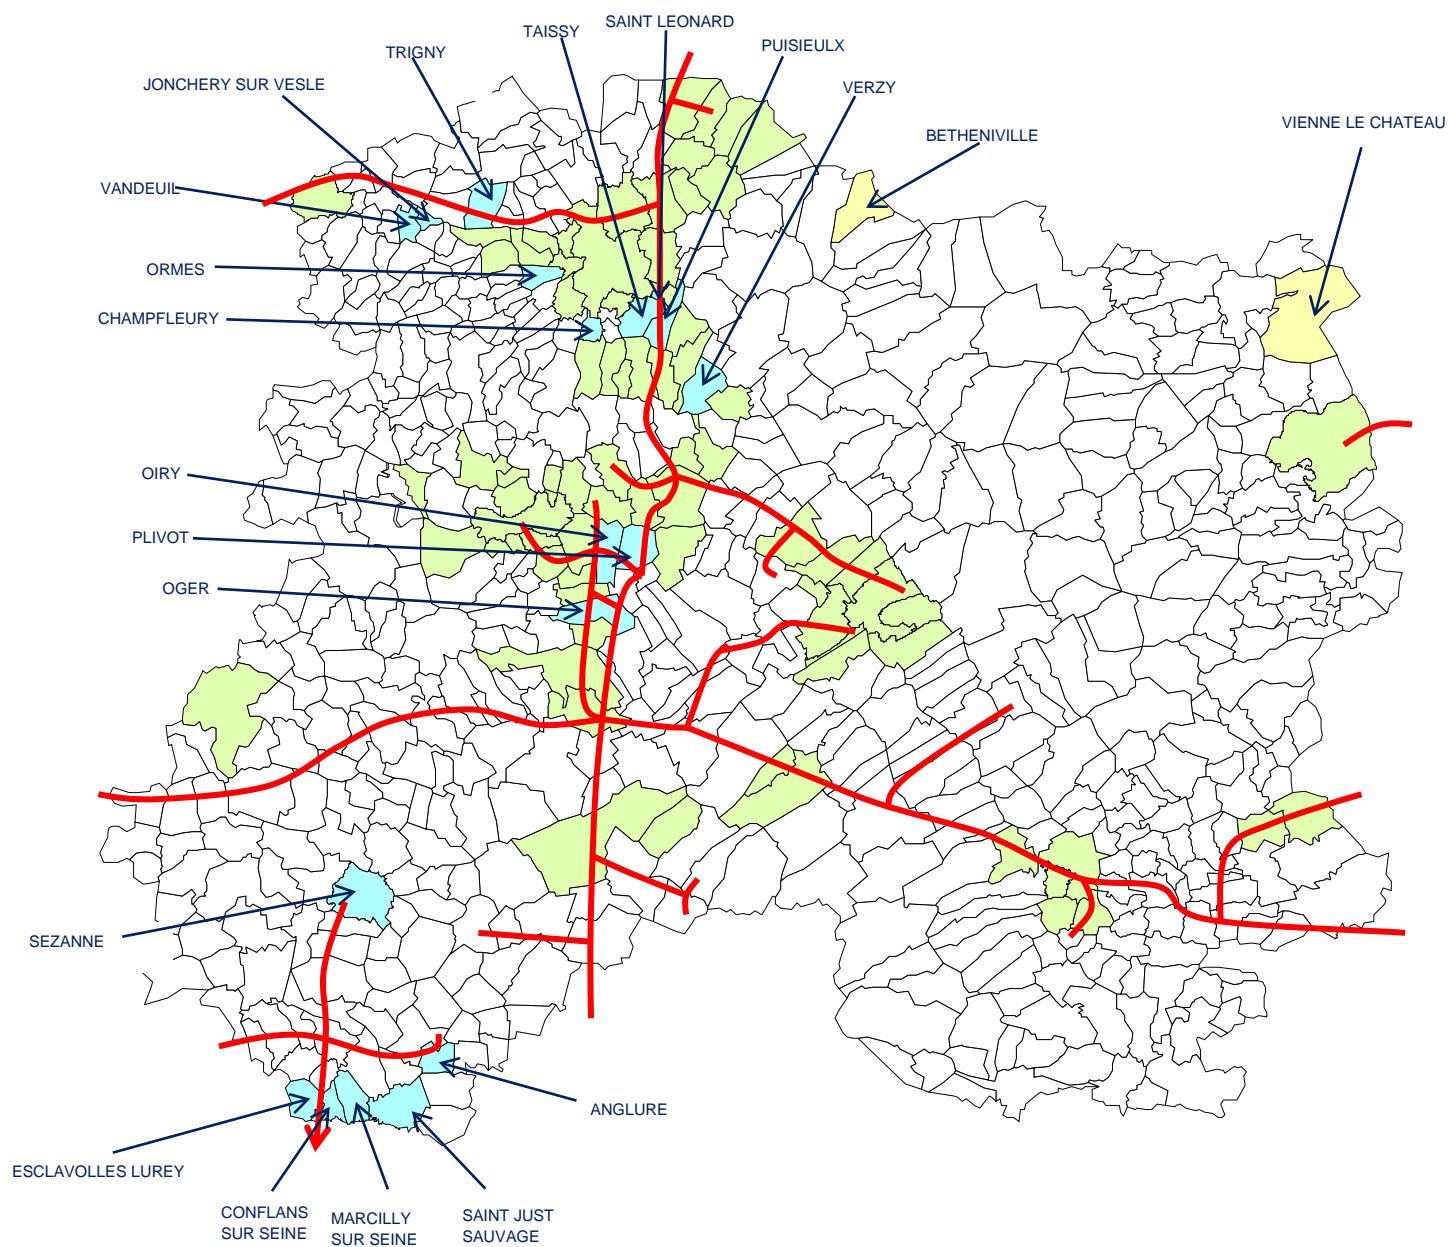 SAINT LEONARD
TAISSY
PUISIEULX
TRIGNY
JONCHERY SUR VESLE
VERZY
VIENNE LE CHATEAU
BETHENIVILLE
VANDEUIL
ORMES
CHAMPFLEURY
OIRY
PLIVOT
OGER
SEZANNE
ANGLURE
ESCLAVOLLES LUREY
CONFLANS
SUR SEINE
MARCILLY
SUR SEINE
SAINT JUST
SAUVAGE